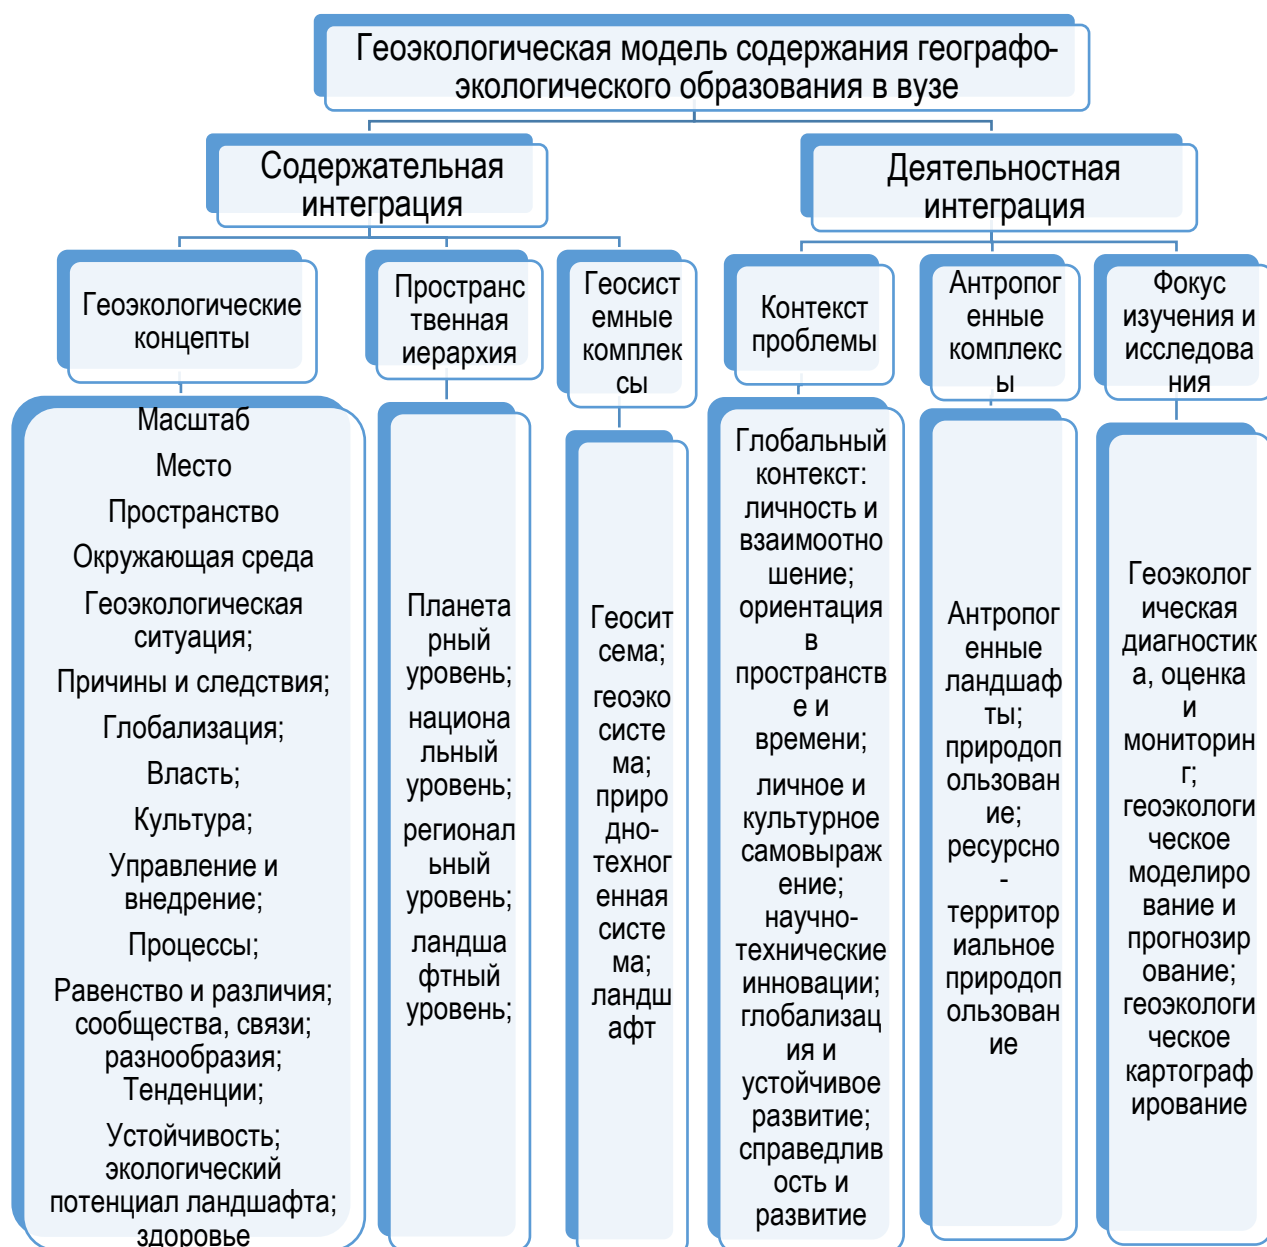 Геоэкологическая модель содержания географо-
экологического образования в вузе
Содержательная
интеграция
Деятельностная
интеграция
Геоэкологические
концепты
Пространс
твенная
иерархия
Геосист
емные
комплек
сы
Контекст
проблемы
Антропог
енные
комплекс
ы
Фокус
изучения и
исследова
ния
Масштаб
Место
Пространство
Окружающая среда
Геоэкологическая
ситуация;
Причины и следствия;
Глобализация;
Власть;
Культура;
Управление и
внедрение;
Процессы;
Равенство и различия;
сообщества, связи;
разнообразия;
Тенденции;
Устойчивость;
экологический
потенциал ландшафта;
здоровье
Планета
рный
уровень;
национа
льный
уровень;
регионал
ьный
уровень;
ландша
фтный
уровень;
Геосит
сема;
геоэко
систе
ма;
приро
дно-
техног
енная
систе
ма;
ландш
афт
Глобальный
контекст:
личность и
взаимоотно
шение;
ориентация
в
пространств
е и
времени;
личное и
культурное
самовыраж
ение;
научно-
технические
инновации;
глобализац
ия и
устойчивое
развитие;
справедлив
ость и
развитие
Антропог
енные
ландшаф
ты;
природоп
ользован
ие;
ресурсно
-
территор
иальное
природоп
ользован
ие
Геоэколог
ическая
диагностик
а, оценка
и
мониторин
г;
геоэкологи
ческое
моделиро
вание и
прогнозир
ование;
геоэкологи
ческое
картограф
ирование